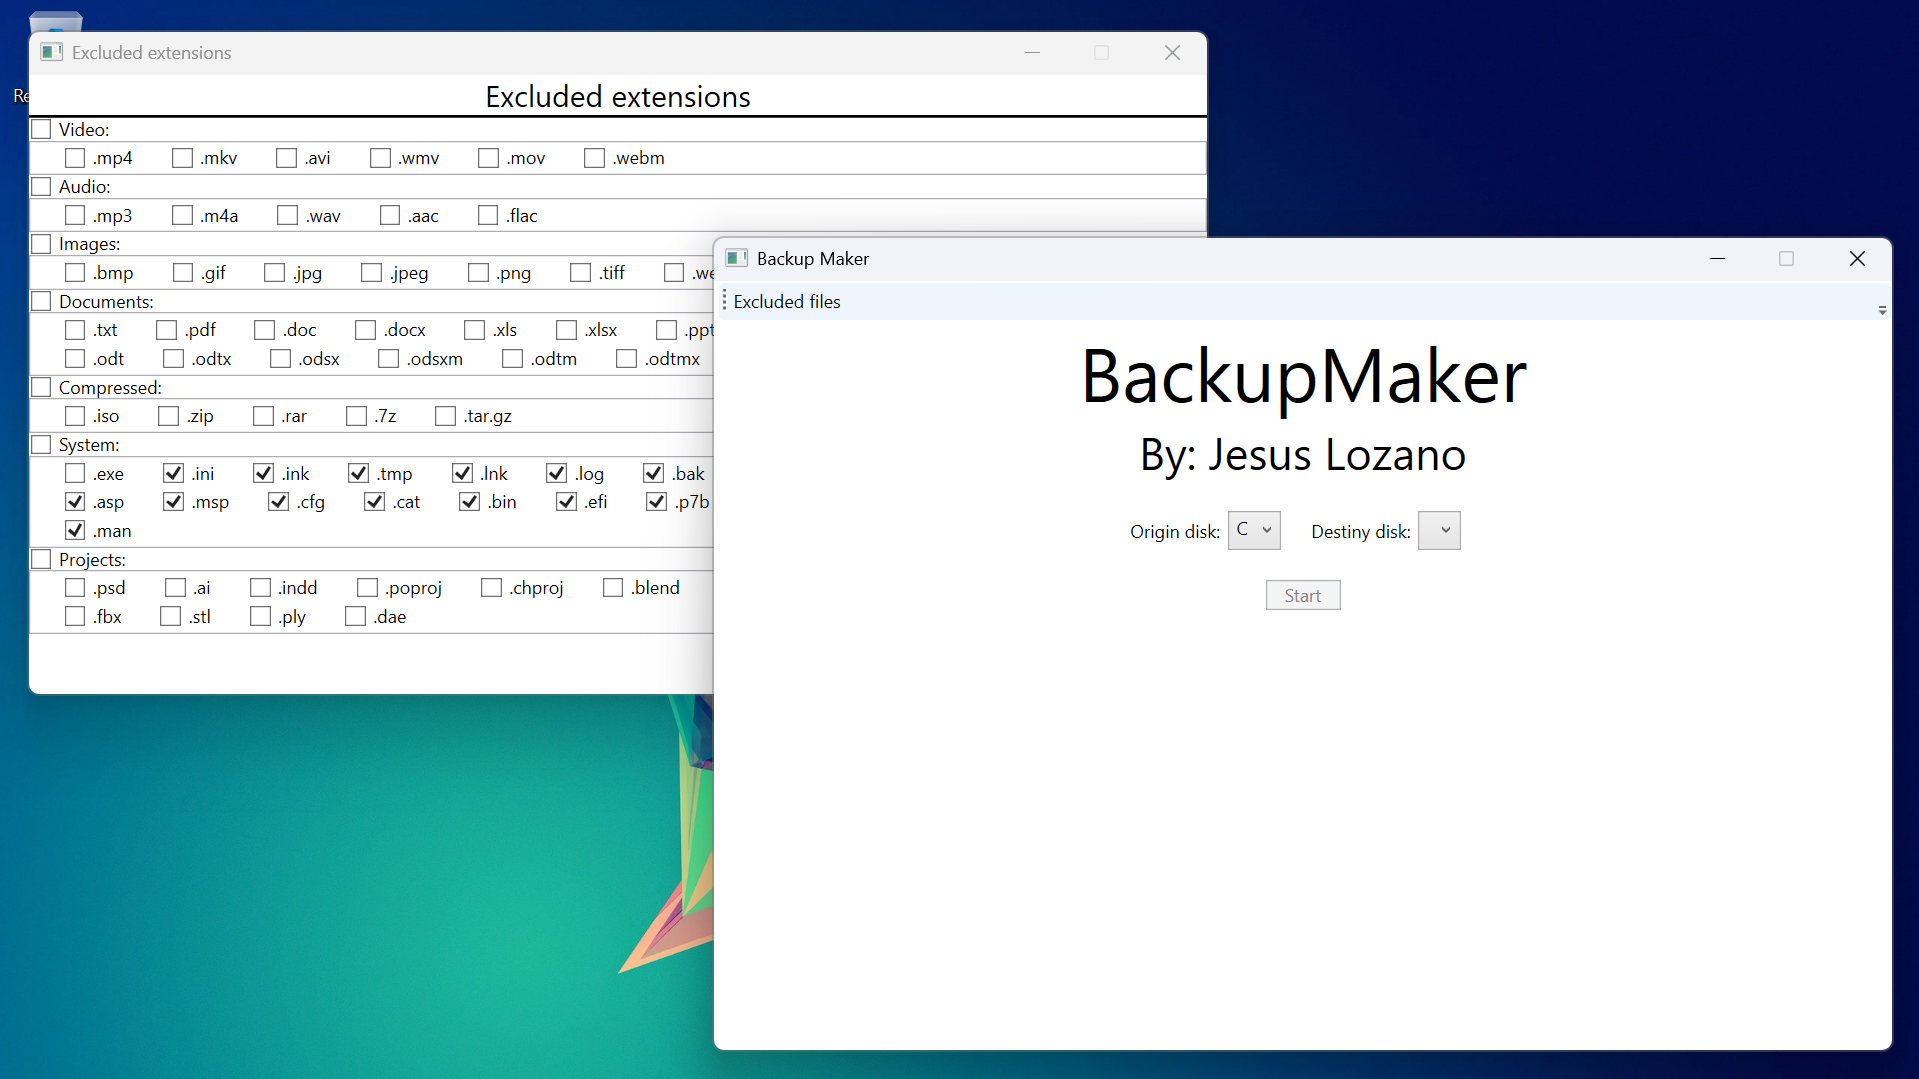 Re
Excluded extensions
Excluded extensions
Video:
.mp4 .mkv .avi .wmv .mov .webm
Audio:
.mp3 .m4a .wav .aac .flac
Images:
.bmp .gif .jpg .jpeg .png .tiff .we
Documents:
.txt .pdf .doc .docx .xls .xlsx .ppt
.odt .odtx .odsx .odsxm .odtm .odtmx
Compressed:
.iso .zip .rar .7z .tar.gz
System:
.exe .ini .ink .tmp .lnk .log .bak
.asp .msp .cfg .cat .bin .efi .p7b
.man
Projects:
.psd .ai .indd .poproj .chproj .blend
.fbx .stl .ply .dae
Backup Maker
Excluded files
BackupMaker
By: Jesus Lozano
Origin disk: C Destiny disk:
Start